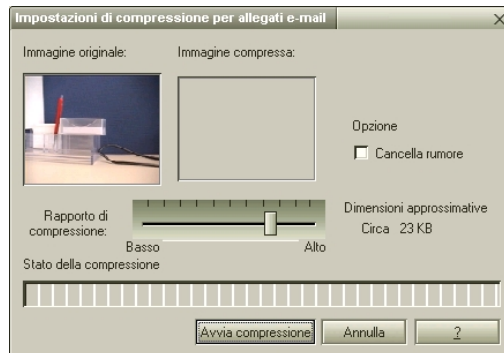 Impostazioni di compressione per allegati e-mail
Immagine originale:
Immagine compressa:
Opzione
Cancella rumore
Rapporto di
compressione:
Basso
Alto
Dimensioni approssimative
Circa 23 KB
Stato della compressione
Avvia compressione
Annulla
?